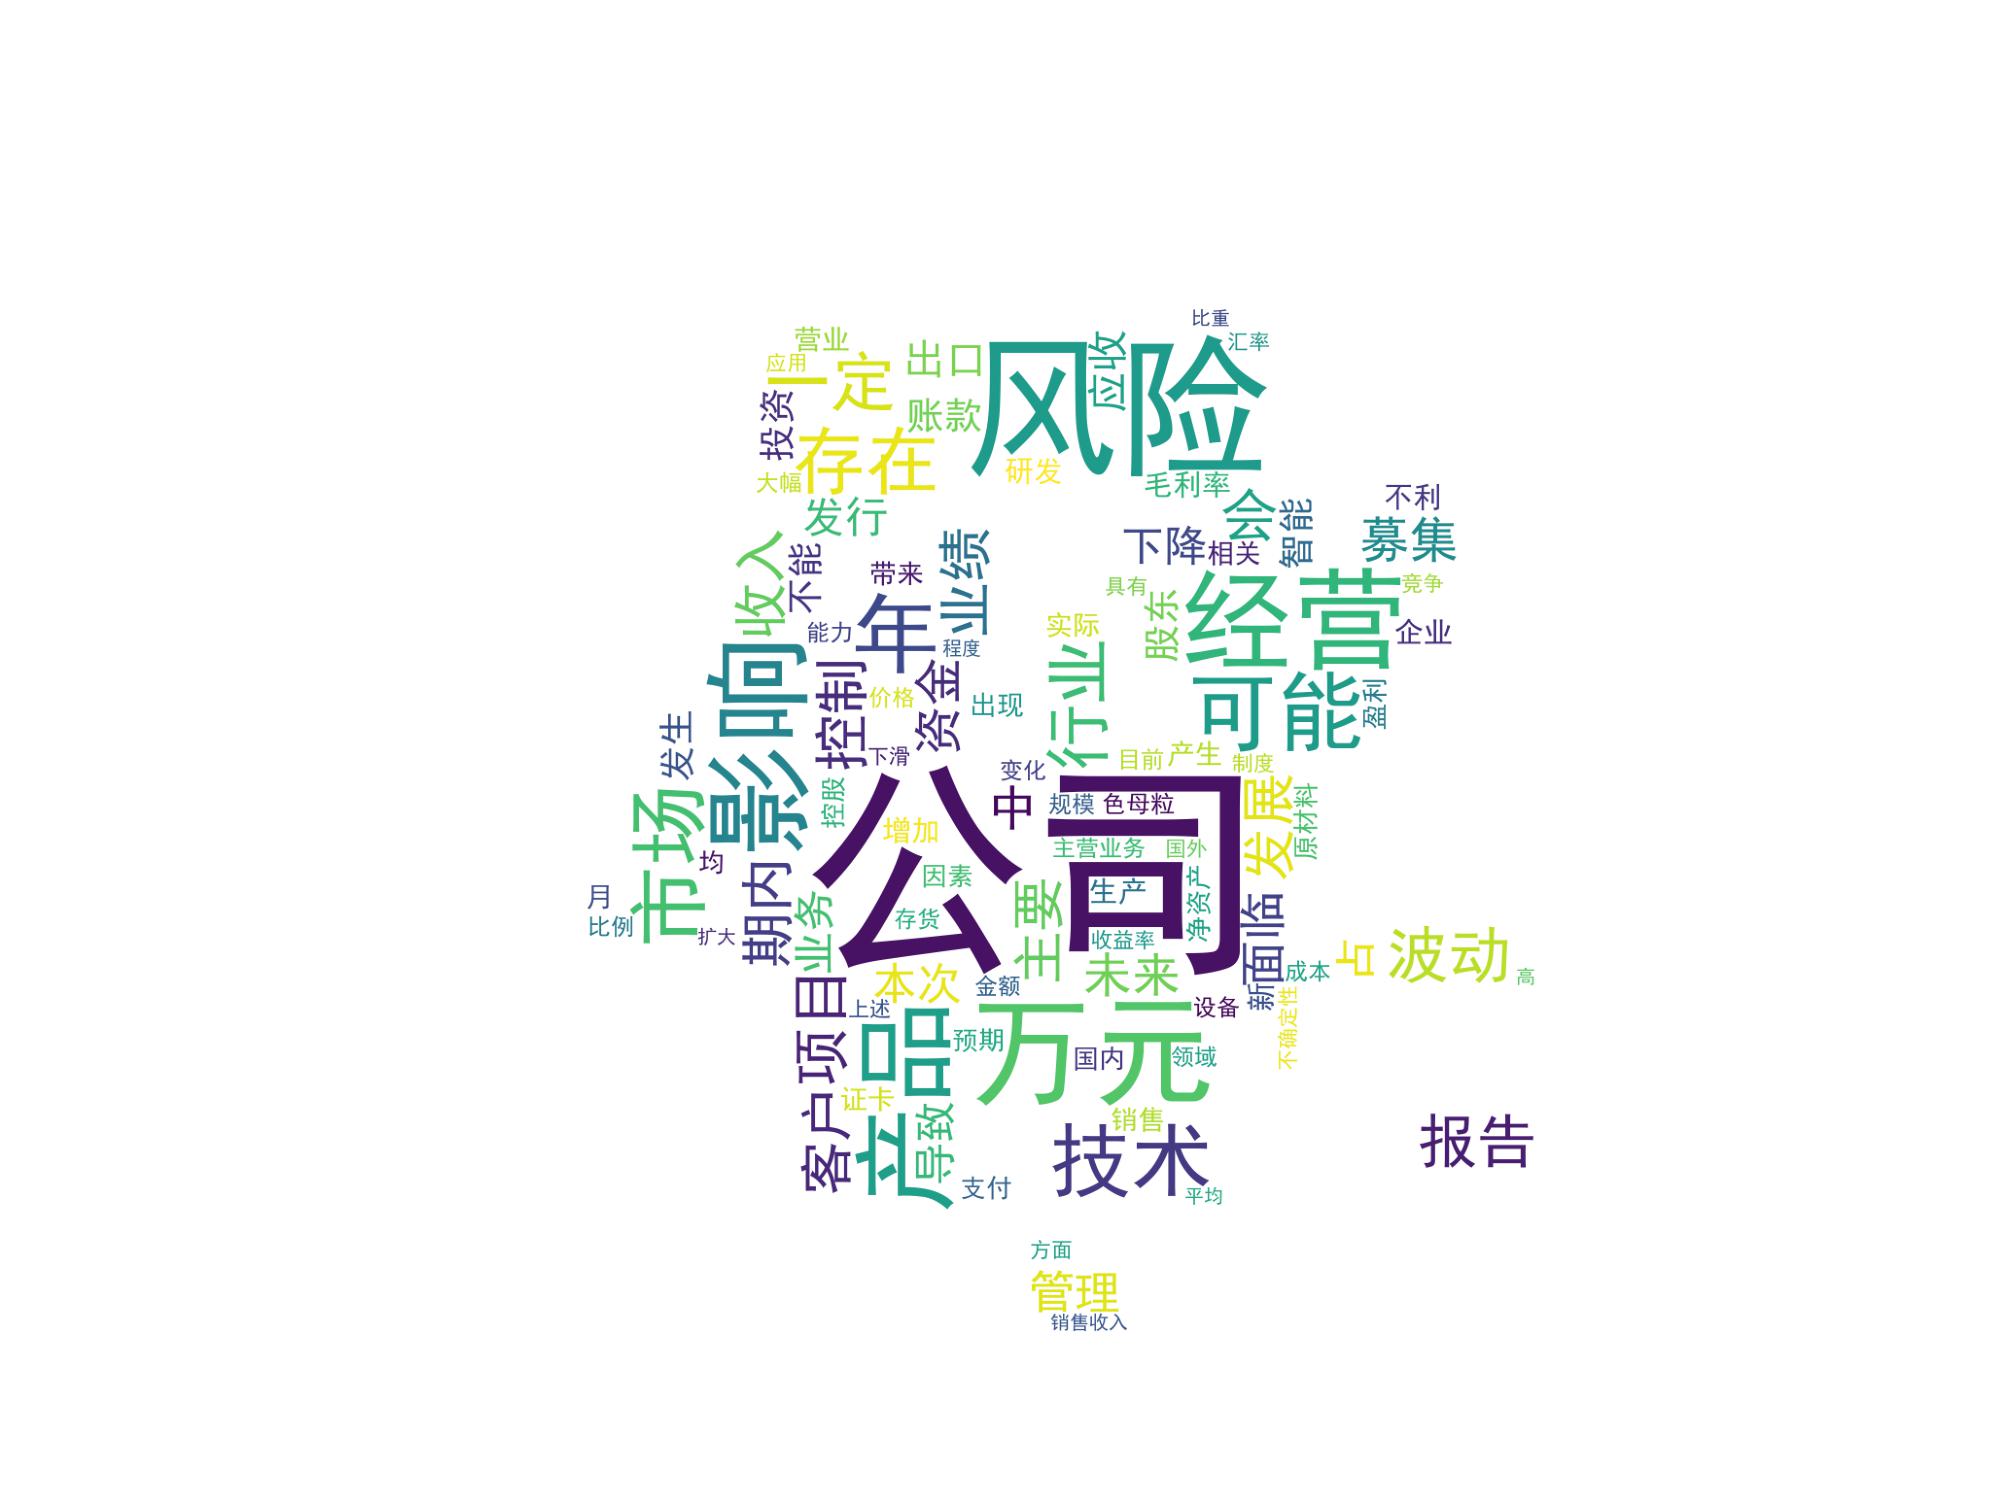 比重
汇率
营业
应用
一定
出口
应收
风险
投资
账款
存在
研发
大幅
毛利率
不利
发行
会
智能
募集
收入
不能
业绩
下降
相关
带来
年
具有
竞争
经营
能力
程度
实际
股东
企业
影响
控制
资金
行业
可能
价格
出现
盈利
发生
下滑
目前
产生
制度
变化
公司
市场
控股
中
规模
色母粒
发展
原材料
增加
主营业务
国外
均
期内
因素
主要
生产
净资产
月
比例
业务
存货
收益率
面临
占
波动
扩大
本次
金额
未来
成本
高
项目
上述
万元
设备
新
不确定性
产品
预期
国内
领域
证卡
客户
导致
销售
技术
报告
支付
平均
方面
管理
销售收入